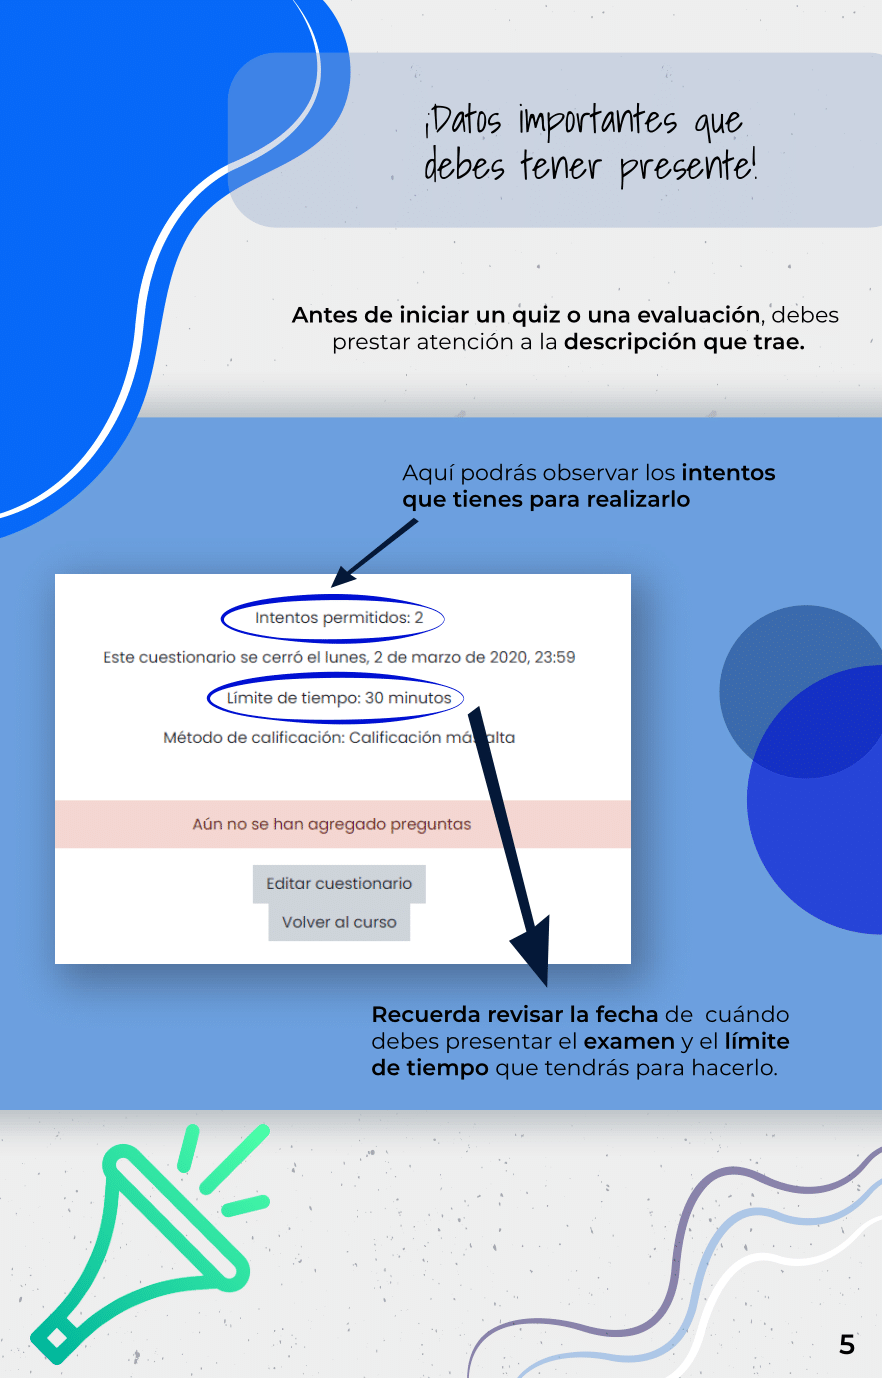 ¡Datos importantes que
debes tener presente!
Antes de iniciar un quiz o una evaluación, debes
prestar atención a la descripción que trae.
Aquí podrás observar los intentos
que tienes para realizarlo
Intentos permitidos: 2
Este cuestionario se cerró el lunes, 2 de marzo de 2020, 23:59
Límite de tiempo: 30 minutos
Método de calificación: Calificación más alta
Aún no se han agregado preguntas
Editar cuestionario
Volver al curso
Recuerda revisar la fecha de cuándo
debes presentar el examen y el límite
de tiempo que tendrás para hacerlo.
5